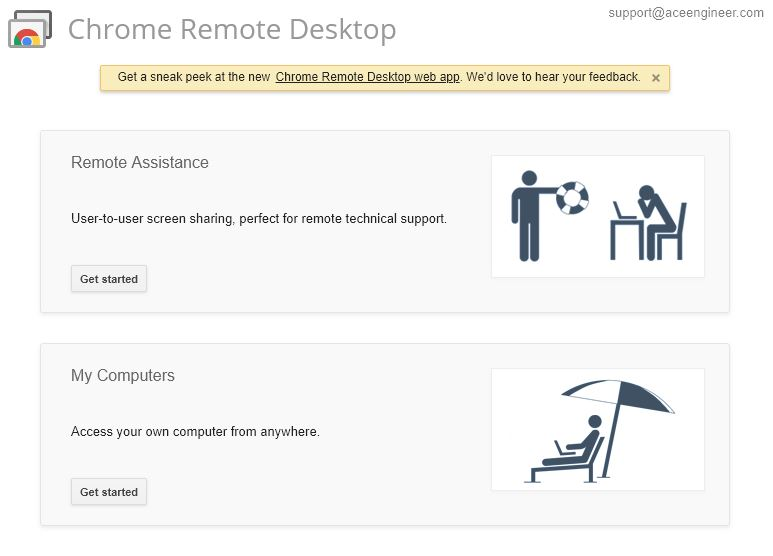 Chrome Remote Desktop
support@aceengineer.com
Get a sneak peek at the new Chrome Remote Desktop web app. We'd love to hear your feedback. ×
Remote Assistance
User-to-user screen sharing, perfect for remote technical support.
Get started
My Computers
Access your own computer from anywhere.
Get started